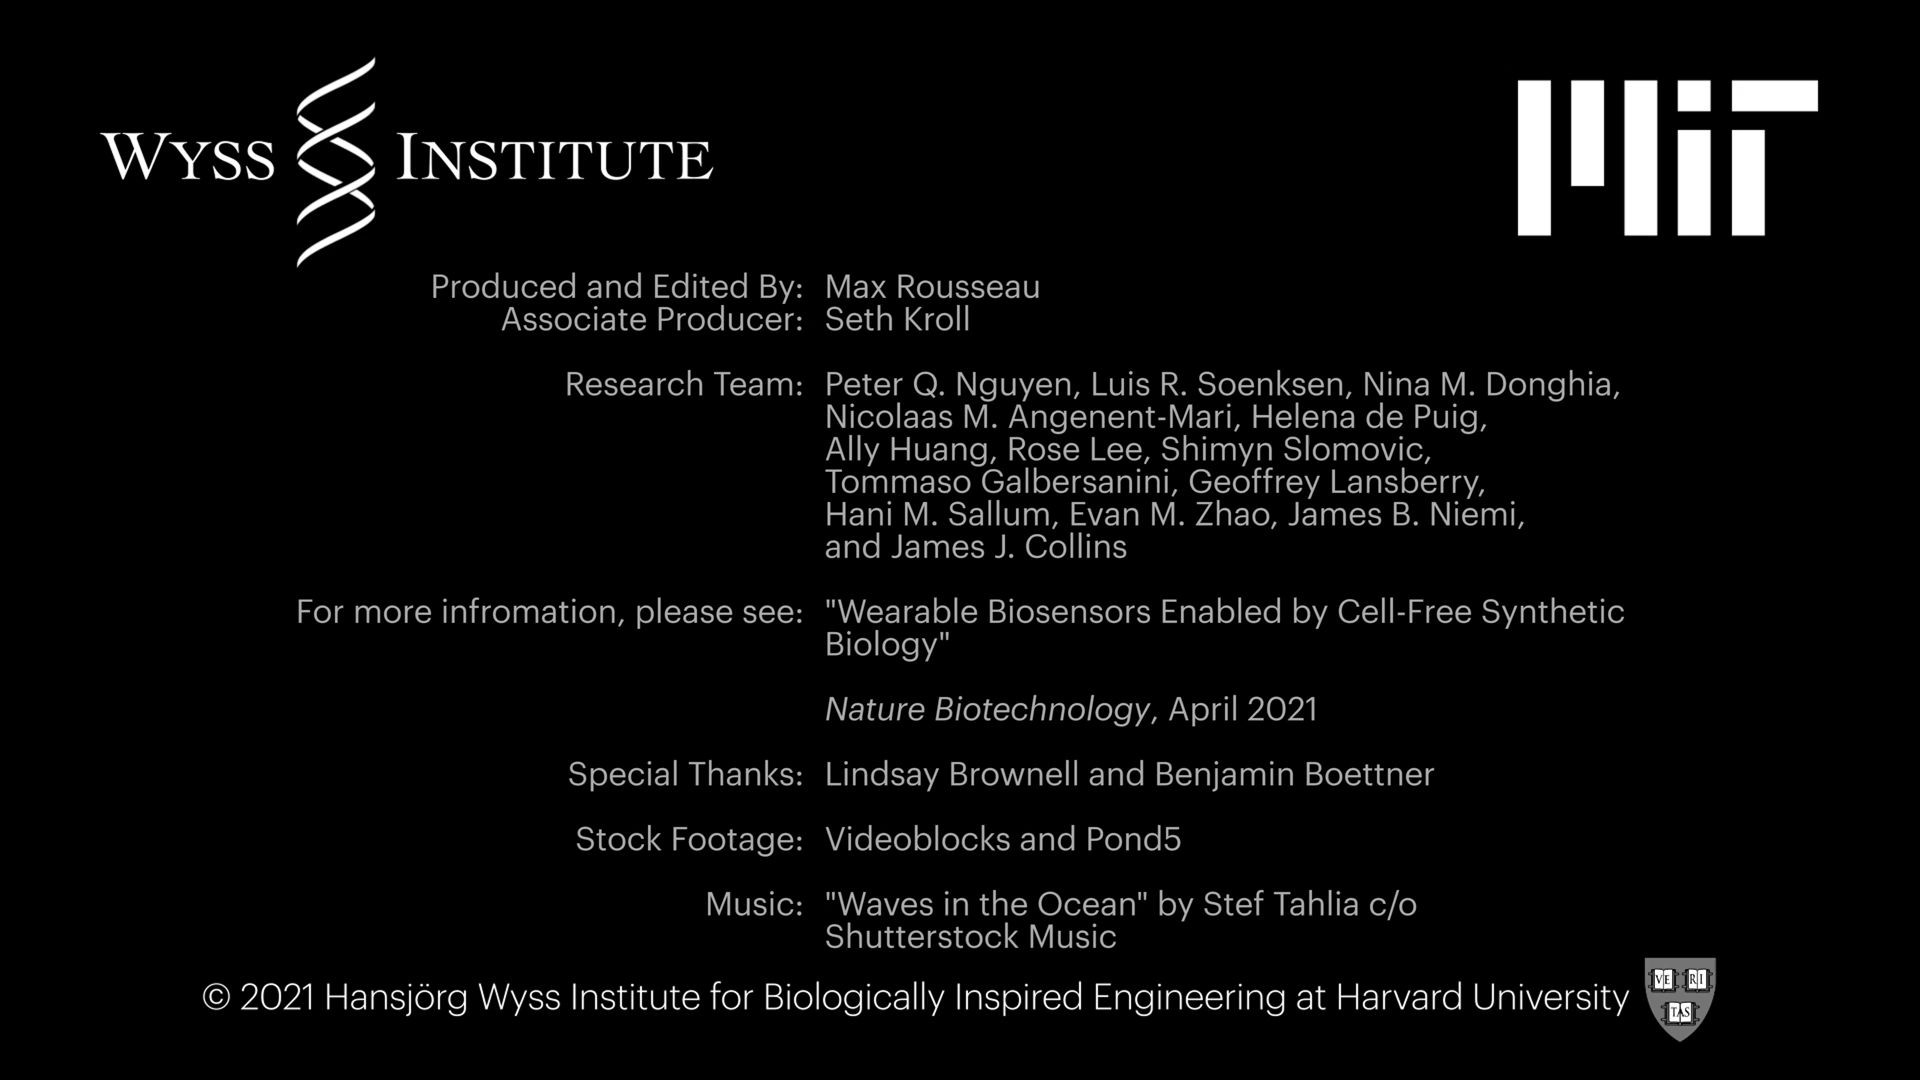 WYSS INSTITUTE
MIT
Produced and Edited By: Max Rousseau
Associate Producer: Seth Kroll
Research Team: Peter Q. Nguyen, Luis R. Soenksen, Nina M. Donghia,
Nicolaas M. Angenent-Mari, Helena de Puig,
Ally Huang, Rose Lee, Shimyn Slomovic,
Tommaso Galbersanini, Geoffrey Lansberry,
Hani M. Sallum, Evan M. Zhao, James B. Niemi,
and James J. Collins
For more infromation, please see: "Wearable Biosensors Enabled by Cell-Free Synthetic
Biology"
Nature Biotechnology, April 2021
Special Thanks: Lindsay Brownell and Benjamin Boettner
Stock Footage: Videoblocks and Pond5
Music: "Waves in the Ocean" by Stef Tahlia c/o
Shutterstock Music
© 2021 Hansjörg Wyss Institute for Biologically Inspired Engineering at Harvard University
VE RI
TAS